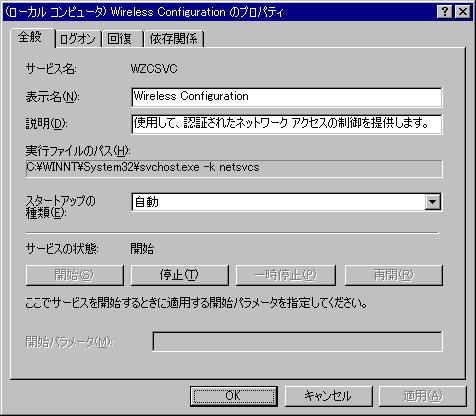 (ローカル コンピュータ) Wireless Configuration のプロパティ
全般 ログオン 回復 依存関係
サービス名: WZCSVC
表示名(N): Wireless Configuration
説明(D): 使用して、認証されたネットワーク アクセスの制御を提供します。
実行ファイルのパス(H):
C:¥WINNT¥System32¥svchost.exe -k netsvcs
スタートアップの
種類(E): 自動
サービスの状態: 開始
開始(S) 停止(T) 一時停止(P) 再開(R)
ここでサービスを開始するときに適用する開始パラメータを指定してください。
開始パラメータ(M):
OK キャンセル 適用(A)